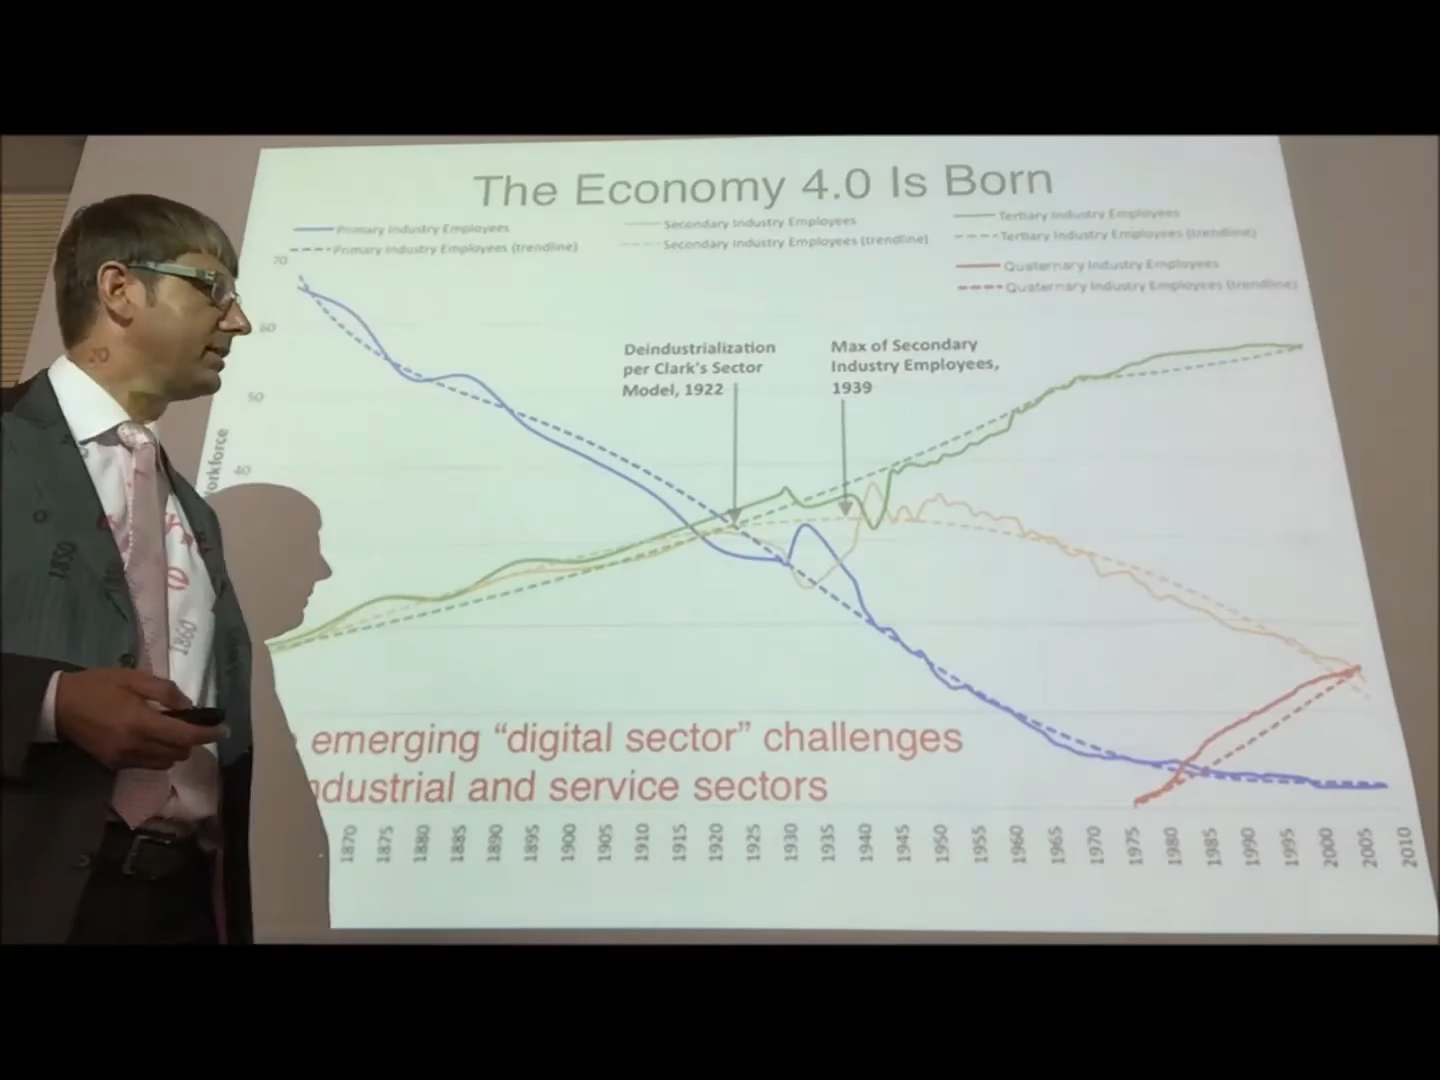 The Economy 4.0 Is Born
Primary Industry Employees
Secondary Industry Employees
Tertiary Industry Employees
Primary Industry Employees (trendline)
Secondary Industry Employees (trendline)
Tertiary Industry Employees (trendline)
Quaternary Industry Employees
Quaternary Industry Employees (trendline)
70
60
50
40
orkforce
Deindustrialization
per Clark's Sector
Model, 1922
Max of Secondary
Industry Employees,
1939
emerging “digital sector” challenges
ndustrial and service sectors
1850
1860
1870 1875 1880 1885 1890 1895 1900 1905 1910 1915 1920 1925 1930 1935 1940 1945 1950 1955 1960 1965 1970 1975 1980 1985 1990 1995 2000 2005 2010